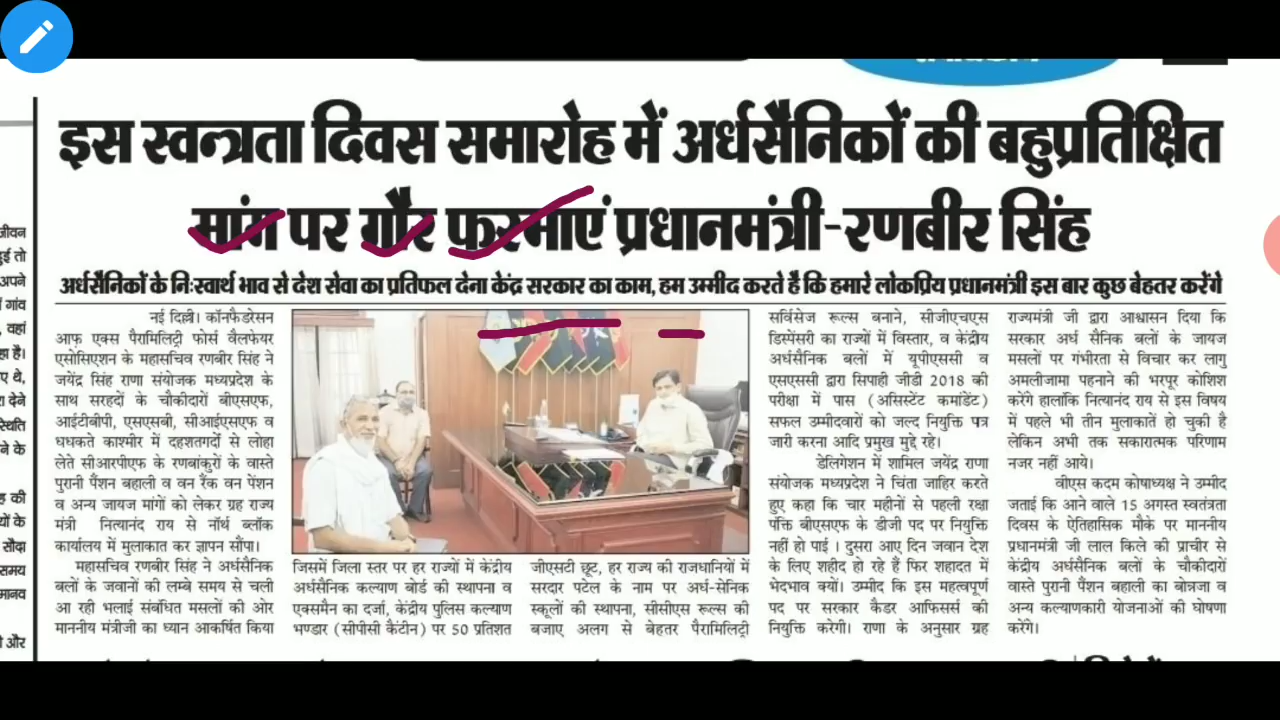 इस स्वन्त्रता दिवस समारोह में अर्धसैनिकों की बहुप्रतिक्षित
मांग पर गौर फरमाएं प्रधानमंत्री-रणबीर सिंह
अर्धसैनिकों के निःस्वार्थ भाव से देश सेवा का प्रतिफल देना केंद्र सरकार का काम, हम उम्मीद करते है कि हमारे लोकप्रिय प्रधानमंत्री इस बार कुछ बेहतर करेंगे
नई दिल्ली। कॉनफैडरेसन
आफ एक्स पैरामिलिट्री फोर्स वैलफेयर
एसोसिएशन के महासचिव रणबीर सिंह ने
जयेंद्र सिंह राणा संयोजक मध्यप्रदेश के
साथ सरहदों के चौकीदारों बीएसएफ,
आईटीबीपी, एसएसबी, सीआईएसएफ व
धधकते काश्मीर में दहशतगर्दों से लोहा
लेते सीआरपीएफ के रणबांकुरों के वास्ते
पुरानी पैंशन बहाली व वन रैंक वन पेंशन
व अन्य जायज मांगों को लेकर ग्रह राज्य
मंत्री नित्यानंद राय से नॉर्थ ब्लॉक
कार्यालय में मुलाकात कर ज्ञापन सौंपा।
महासचिव रणबीर सिंह ने अर्धसैनिक
बलों के जवानों की लम्बे समय से चली
आ रही भलाई संबंधित मसलों की ओर
माननीय मंत्रीजी का ध्यान आकर्षित किया
जिसमें जिला स्तर पर हर राज्यों में केंद्रीय
अर्धसैनिक कल्याण बोर्ड की स्थापना व
एक्समैन का दर्जा, केंद्रीय पुलिस कल्याण
भण्डार (सीपीसी कैंटीन) पर 50 प्रतिशत
जीएसटी छूट, हर राज्य की राजधानियों में
सरदार पटेल के नाम पर अर्ध-सेनिक
स्कूलों की स्थापना, सीसीएस रूल्स की
बजाए अलग से बेहतर पैरामिलिट्री
सर्विसेज रूल्स बनाने, सीजीएचएस
डिस्पेंसरी का राज्यों में विस्तार, व केंद्रीय
अर्धसैनिक बलों में यूपीएससी व
एसएससी द्वारा सिपाही जीडी 2018 की
परीक्षा में पास (असिस्टेंट कमांडेंट)
सफल उम्मीदवारों को जल्द नियुक्ति पत्र
जारी करना आदि प्रमुख मुद्दे रहे।
डेलिगेशन में शामिल जयेंद्र राणा
संयोजक मध्यप्रदेश ने चिंता जाहिर करते
हुए कहा कि चार महीनों से पहली रक्षा
पंक्ति बीएसएफ के डीजी पद पर नियुक्ति
नहीं हो पाई । दुसरा आए दिन जवान देश
के लिए शहीद हो रहे हैं फिर शहादत में
भेदभाव क्यों। उम्मीद कि इस महत्वपूर्ण
पद पर सरकार कैडर आफिसर्स की
नियुक्ति करेगी। राणा के अनुसार ग्रह
राज्यमंत्री जी द्वारा आश्वासन दिया कि
सरकार अर्ध सैनिक बलों के जायज
मसलों पर गंभीरता से विचार कर लागु
अमलीजामा पहनाने की भरपूर कोशिश
करेंगे हालांकि नित्यानंद राय से इस विषय
में पहले भी तीन मुलाकातें हो चुकी है
लेकिन अभी तक सकारात्मक परिणाम
नजर नहीं आये।
वीएस कदम कोषाध्यक्ष ने उम्मीद
जताई कि आने वाले 15 अगस्त स्वतंत्रता
दिवस के ऐतिहासिक मौके पर माननीय
प्रधानमंत्री जी लाल किले की प्राचीर से
केंद्रीय अर्धसैनिक बलों के चौकीदारों
वास्ते पुरानी पैंशन बहाली का बोन्नजा व
अन्य कल्याणकारी योजनाओं की घोषणा
करेंगे।
जीवन
हुई तो
अपने
गांव
वहां
हा है।
ए थे,
देने
स्थिति
ने के
की
यों के
सौदा
समय
मानव
और